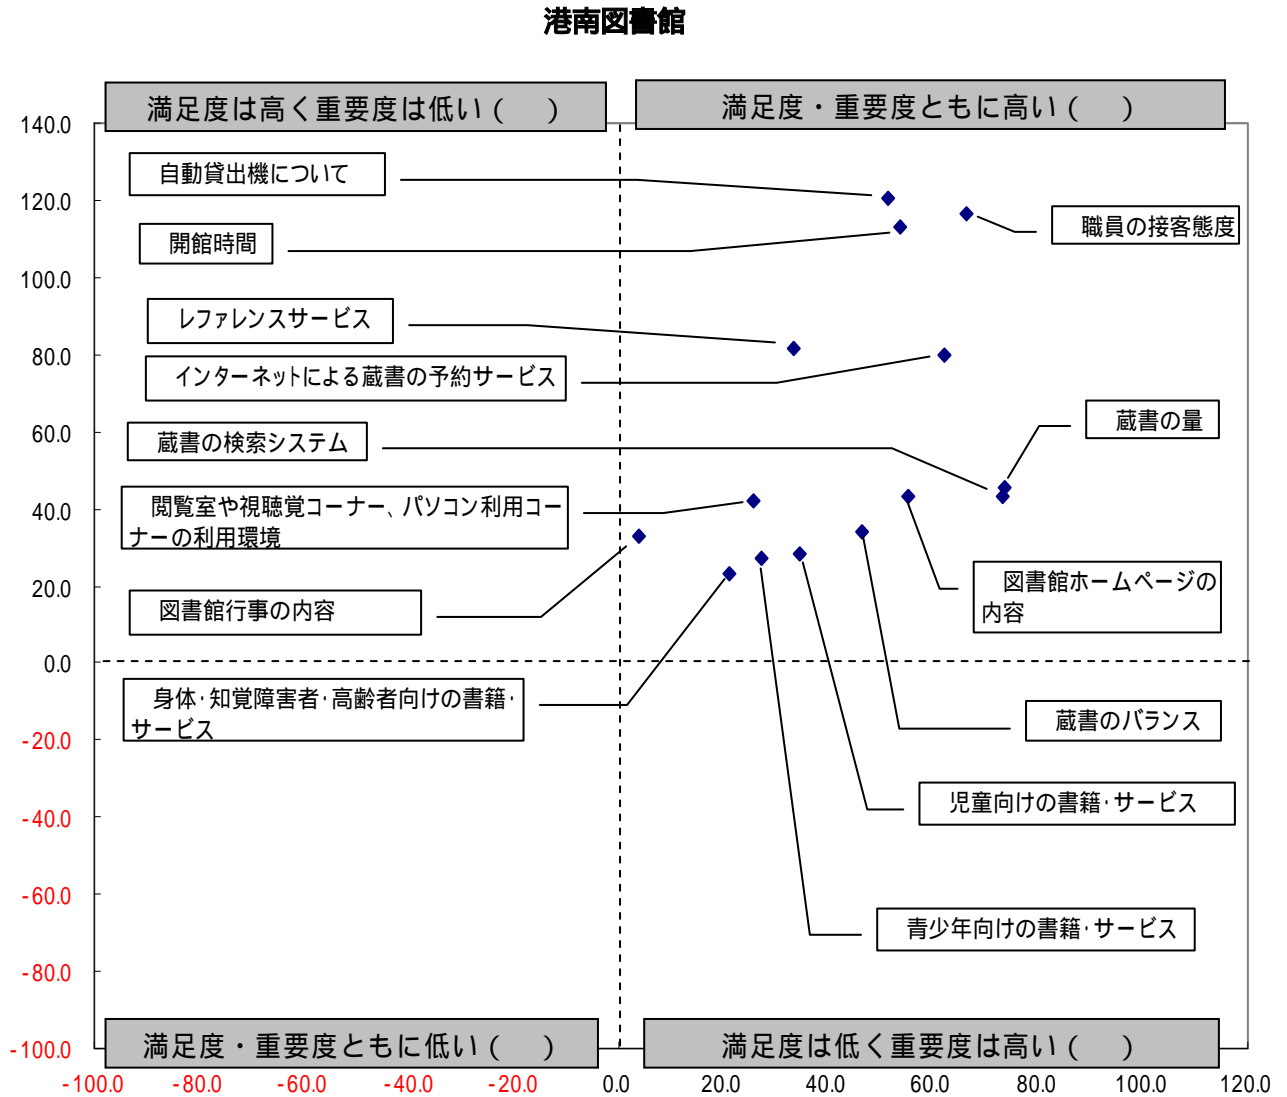 港南図書館
満足度は高く重要度は低い（　）
満足度・重要度ともに高い（　）
140.0
自動貸出機について
120.0
職員の接客態度
開館時間
100.0
レファレンスサービス
80.0
インターネットによる蔵書の予約サービス
蔵書の量
60.0
蔵書の検索システム
閲覧室や視聴覚コーナー、パソコン利用コー
ナーの利用環境
40.0
図書館ホームページの
内容
20.0
図書館行事の内容
0.0
身体・知覚障害者・高齢者向けの書籍・
サービス
蔵書のバランス
-20.0
児童向けの書籍・サービス
-40.0
-60.0
青少年向けの書籍・サービス
-80.0
満足度・重要度ともに低い（　）
満足度は低く重要度は高い（　）
-100.0
-100.0 -80.0 -60.0 -40.0 -20.0 0.0 20.0 40.0 60.0 80.0 100.0 120.0